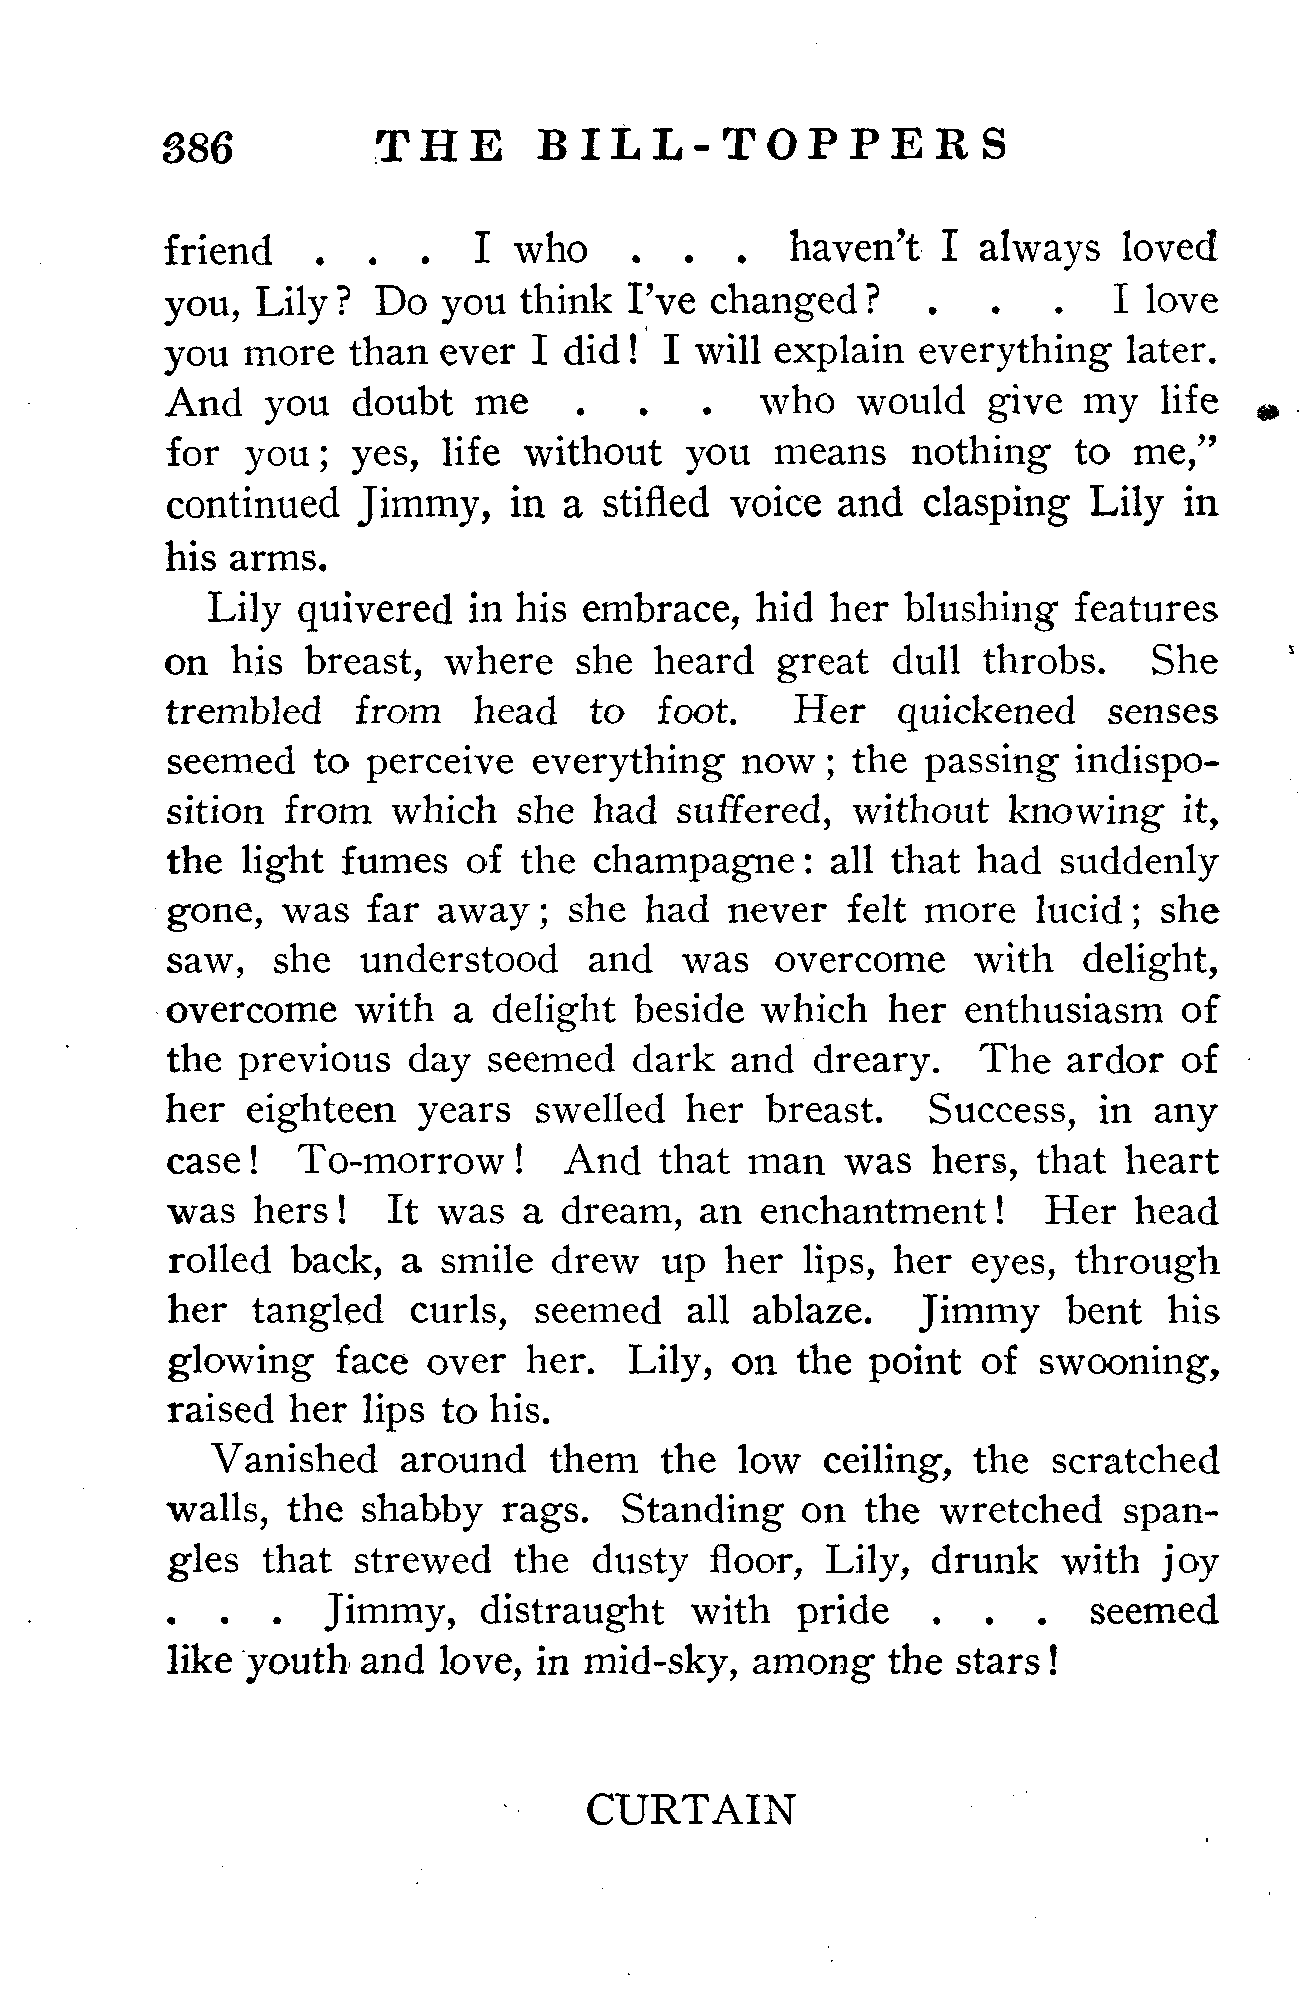 386 THE BILL-TOPPERS
friend . . . I who . . . haven't I always loved
you, Lily? Do you think I've changed? . . . I love
you more than ever I did! I will explain everything later.
And you doubt me . . . who would give my life
for you; yes, life without you means nothing to me,"
continued Jimmy, in a stifled voice and clasping Lily in
his arms.
Lily quivered in his embrace, hid her blushing features
on his breast, where she heard great dull throbs. She
trembled from head to foot. Her quickened senses
seemed to perceive everything now; the passing indispo-
sition from which she had suffered, without knowing it,
the light fumes of the champagne: all that had suddenly
gone, was far away; she had never felt more lucid; she
saw, she understood and was overcome with delight,
overcome with a delight beside which her enthusiasm of
the previous day seemed dark and dreary. The ardor of
her eighteen years swelled her breast. Success, in any
case! To-morrow! And that man was hers, that heart
was hers! It was a dream, an enchantment! Her head
rolled back, a smile drew up her lips, her eyes, through
her tangled curls, seemed all ablaze. Jimmy bent his
glowing face over her. Lily, on the point of swooning,
raised her lips to his.
Vanished around them the low ceiling, the scratched
walls, the shabby rags. Standing on the wretched span-
gles that strewed the dusty floor, Lily, drunk with joy
. . . Jimmy, distraught with pride . . . seemed
like youth and love, in mid-sky, among the stars!
CURTAIN